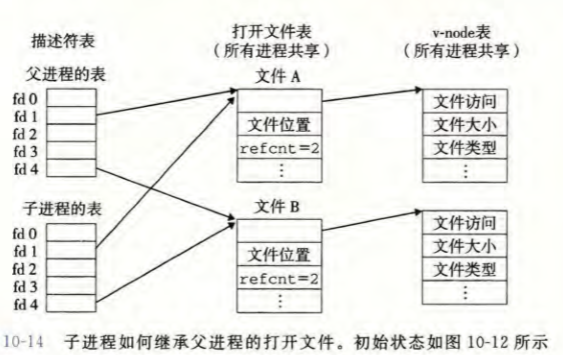 描述符表
打开文件表
(所有进程共享)
v-node表
(所有进程共享)
父进程的表
fd 0
fd 1
fd 2
fd 3
fd 4
文件 A
文件位置
refcnt=2
⋮
文件访问
文件大小
文件类型
⋮
子进程的表
fd 0
fd 1
fd 2
fd 3
fd 4
文件 B
文件位置
refcnt=2
⋮
文件访问
文件大小
文件类型
⋮
10-14 子进程如何继承父进程的打开文件。初始状态如图 10-12 所示